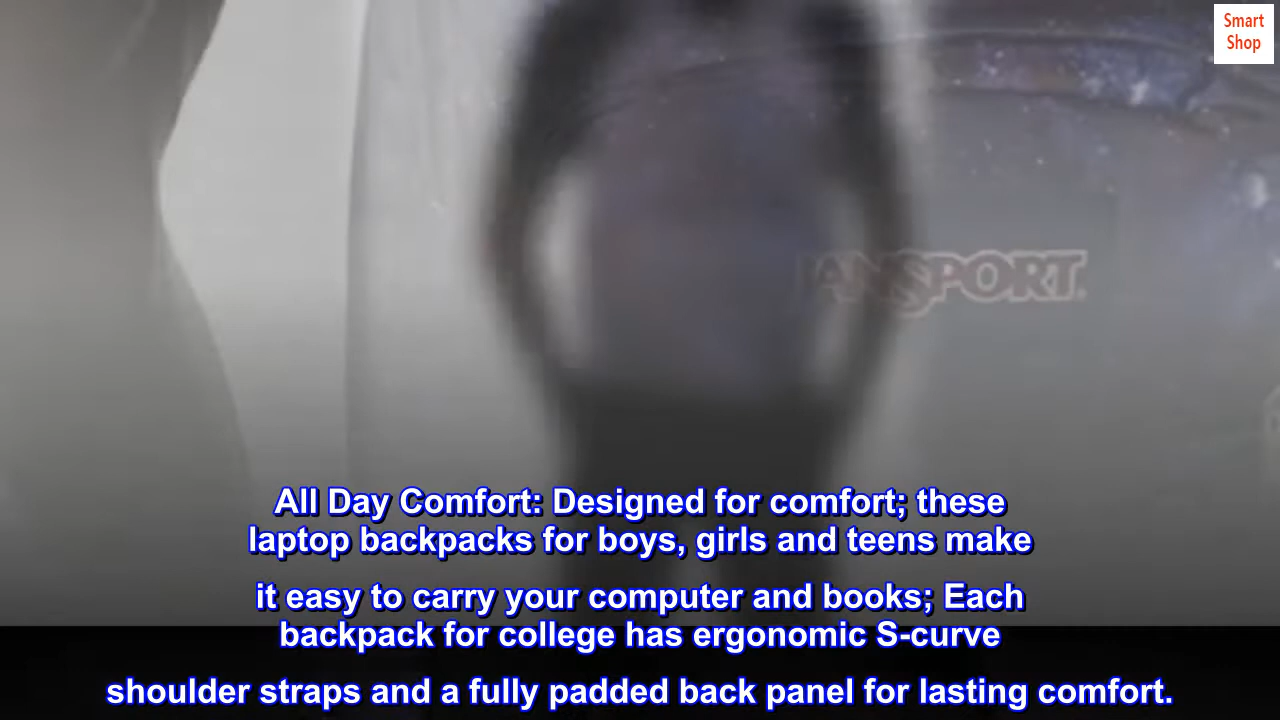 Smart
Shop
JANSPORT
All Day Comfort: Designed for comfort; these
laptop backpacks for boys, girls and teens make
it easy to carry your computer and books; Each
backpack for college has ergonomic S-curve
shoulder straps and a fully padded back panel for lasting comfort.